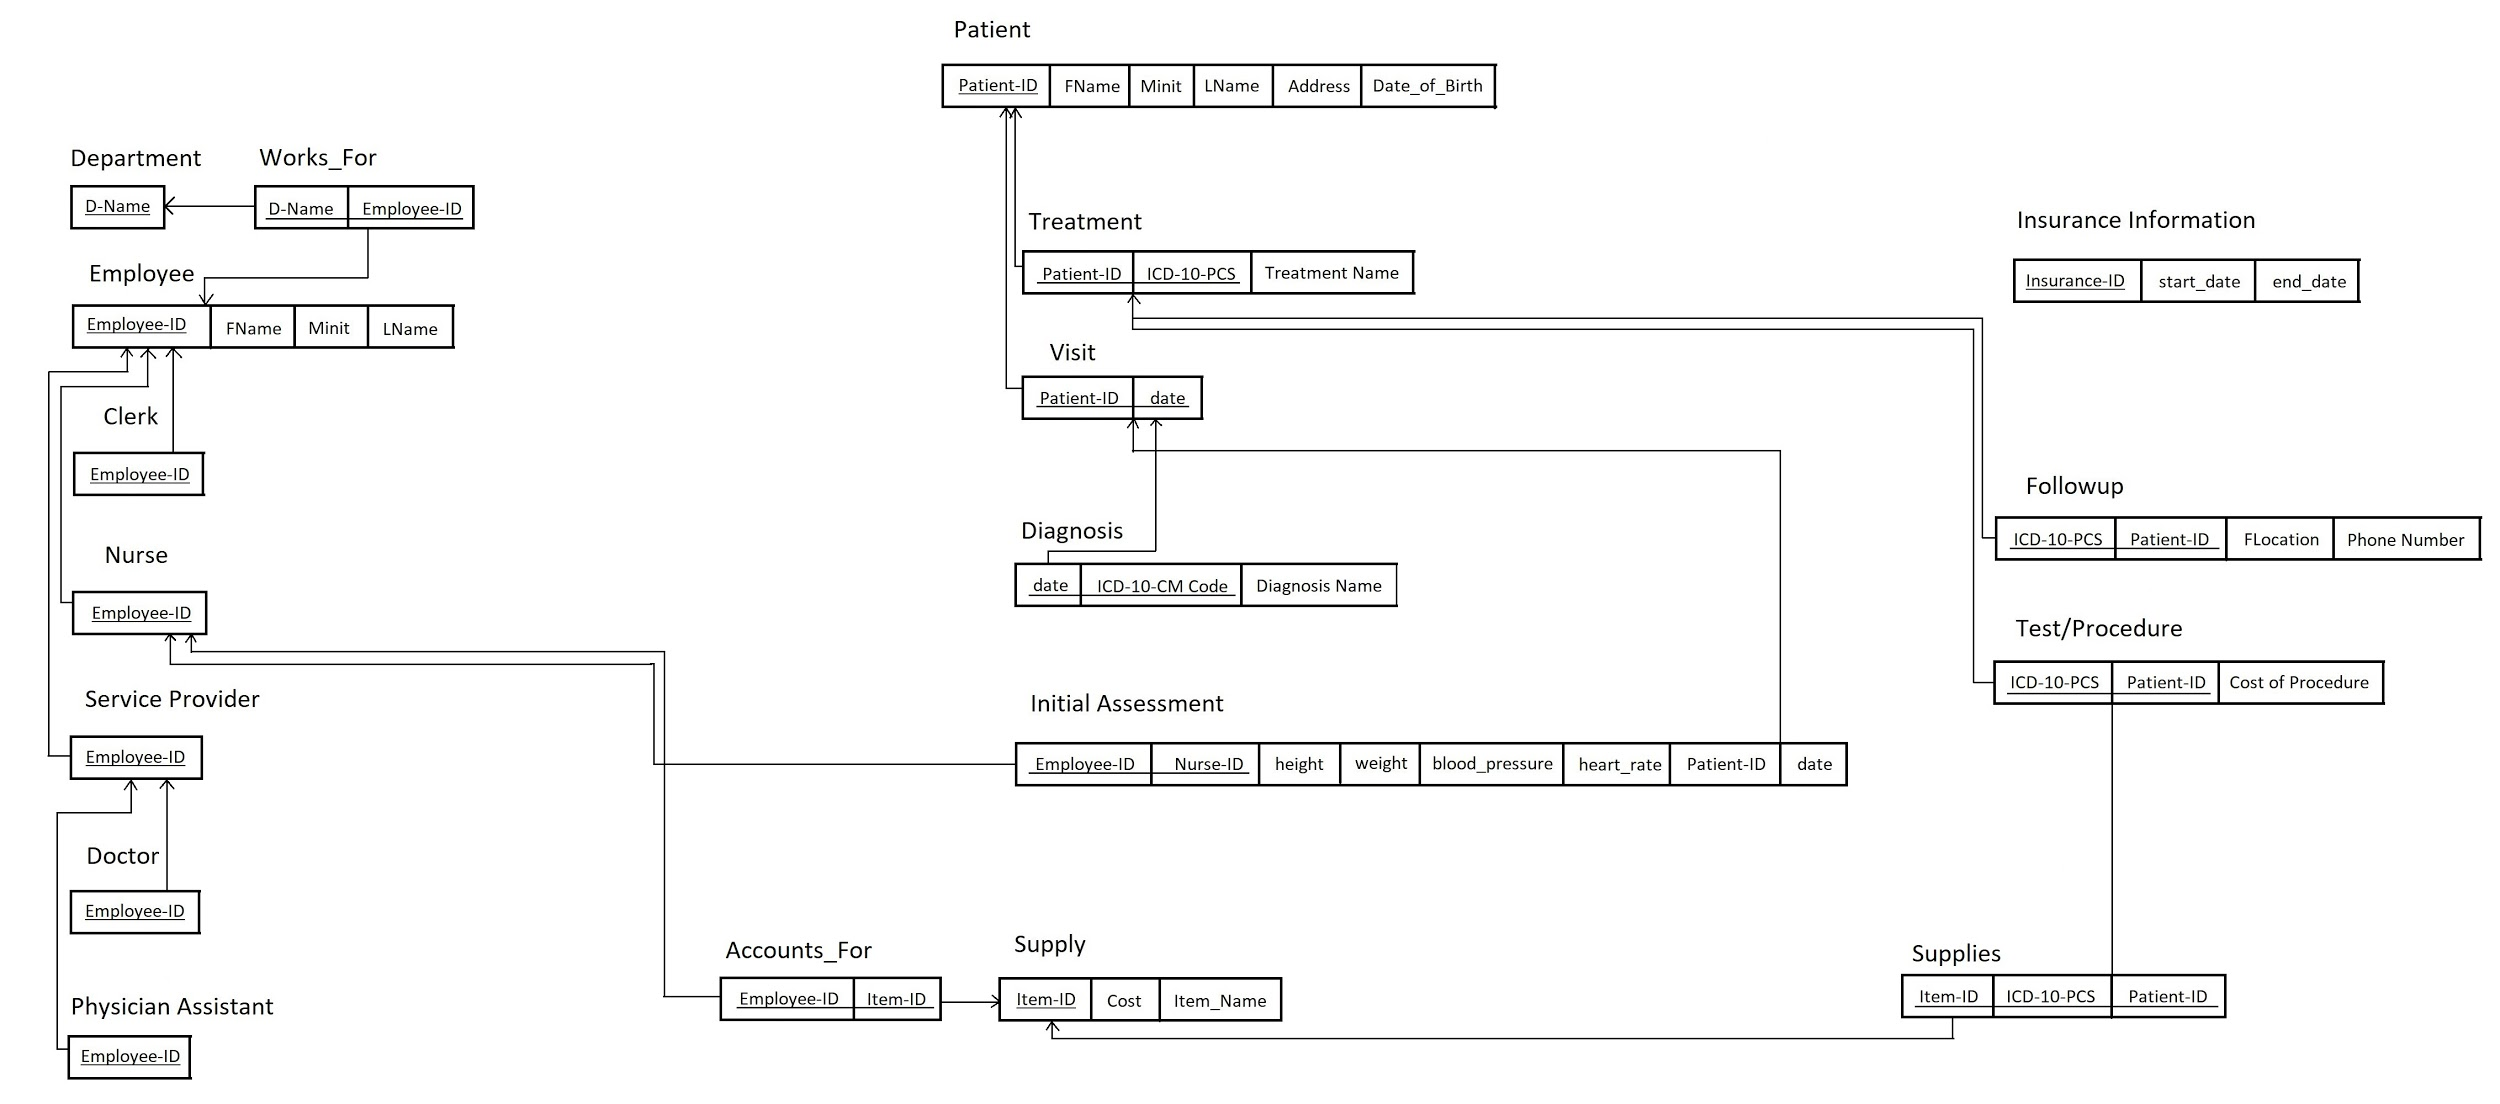 Patient
Patient-ID FName Minit LName Address Date_of_Birth
Department Works_For
D-Name D-Name Employee-ID
Employee
Employee-ID FName Minit LName
Clerk
Employee-ID
Nurse
Employee-ID
Service Provider
Employee-ID
Doctor
Employee-ID
Physician Assistant
Employee-ID
Treatment
Patient-ID ICD-10-PCS Treatment Name
Visit
Patient-ID date
Diagnosis
date ICD-10-CM Code Diagnosis Name
Initial Assessment
Employee-ID Nurse-ID height weight blood_pressure heart_rate Patient-ID date
Accounts_For
Employee-ID Item-ID
Supply
Item-ID Cost Item_Name
Insurance Information
Insurance-ID start_date end_date
Followup
ICD-10-PCS Patient-ID FLocation Phone Number
Test/Procedure
ICD-10-PCS Patient-ID Cost of Procedure
Supplies
Item-ID ICD-10-PCS Patient-ID